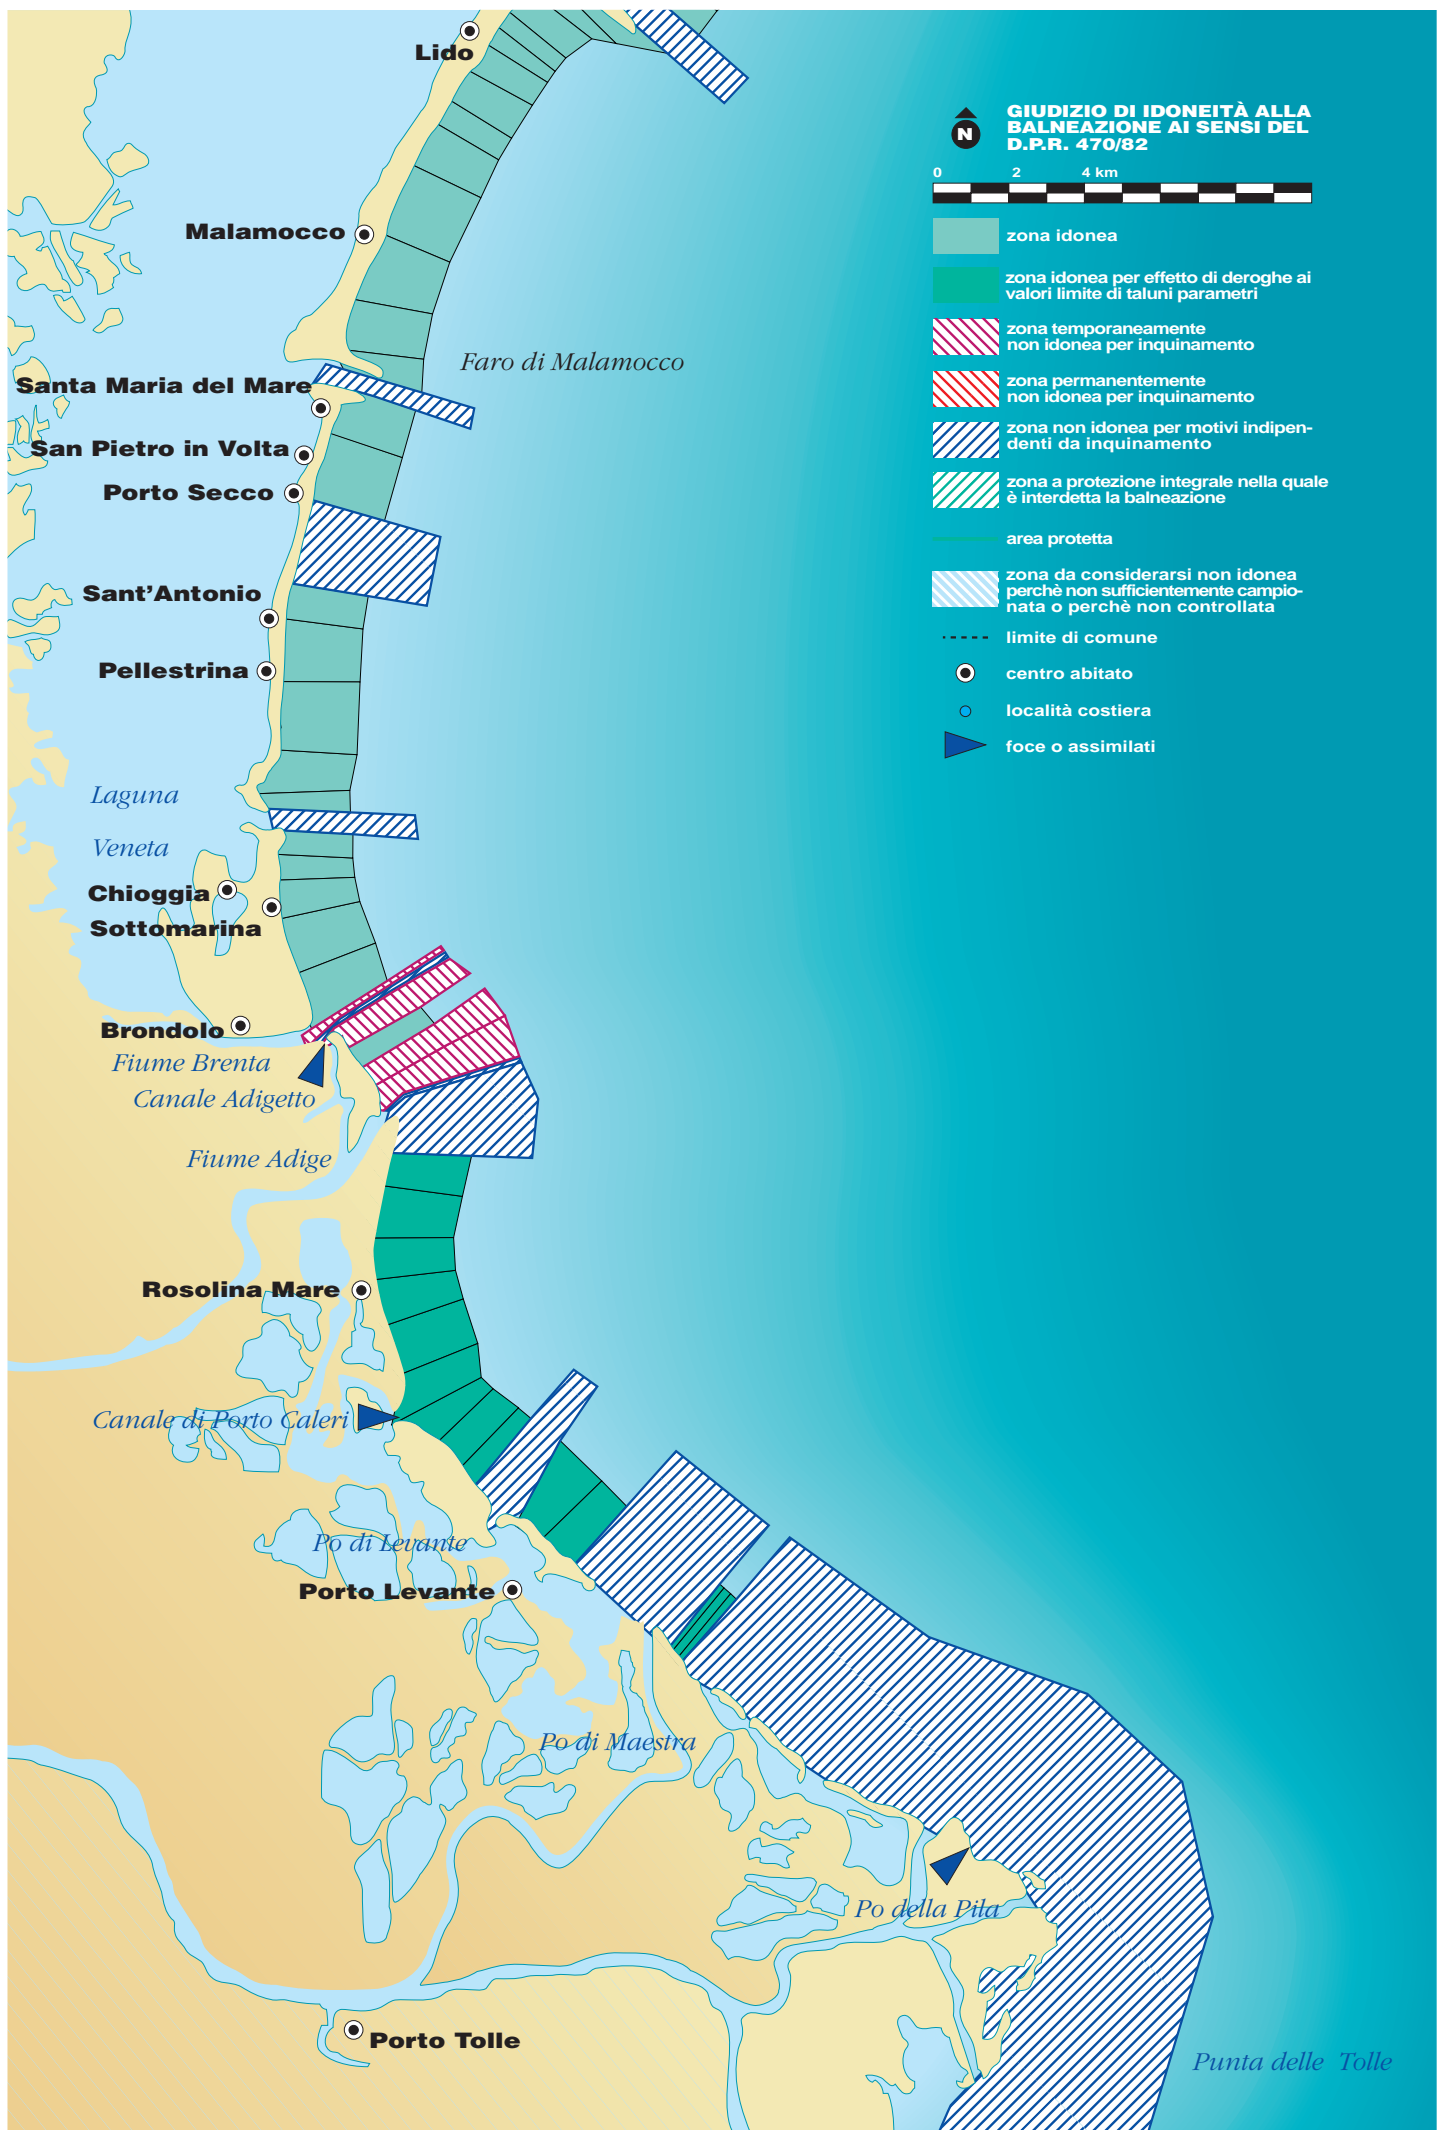 Lido
GIUDIZIO DI IDONEITÀ ALLA
BALNEAZIONE AI SENSI DEL
D.P.R. 470/82
N
0 2 4 km
zona idonea
zona idonea per effetto di deroghe ai
valori limite di taluni parametri
zona temporaneamente
non idonea per inquinamento
zona permanentemente
non idonea per inquinamento
zona non idonea per motivi indipen-
denti da inquinamento
zona a protezione integrale nella quale
è interdetta la balneazione
area protetta
zona da considerarsi non idonea
perchè non sufficientemente campio-
nata o perchè non controllata
limite di comune
centro abitato
località costiera
foce o assimilati
Malamocco
Faro di Malamocco
Santa Maria del Mare
San Pietro in Volta
Porto Secco
Sant'Antonio
Pellestrina
Laguna
Veneta
Chioggia
Sottomarina
Brondolo
Fiume Brenta
Canale Adigetto
Fiume Adige
Rosolina Mare
Canale di Porto Caleri
Po di Levante
Porto Levante
Po di Maestra
Po della Pila
Porto Tolle
Punta delle Tolle